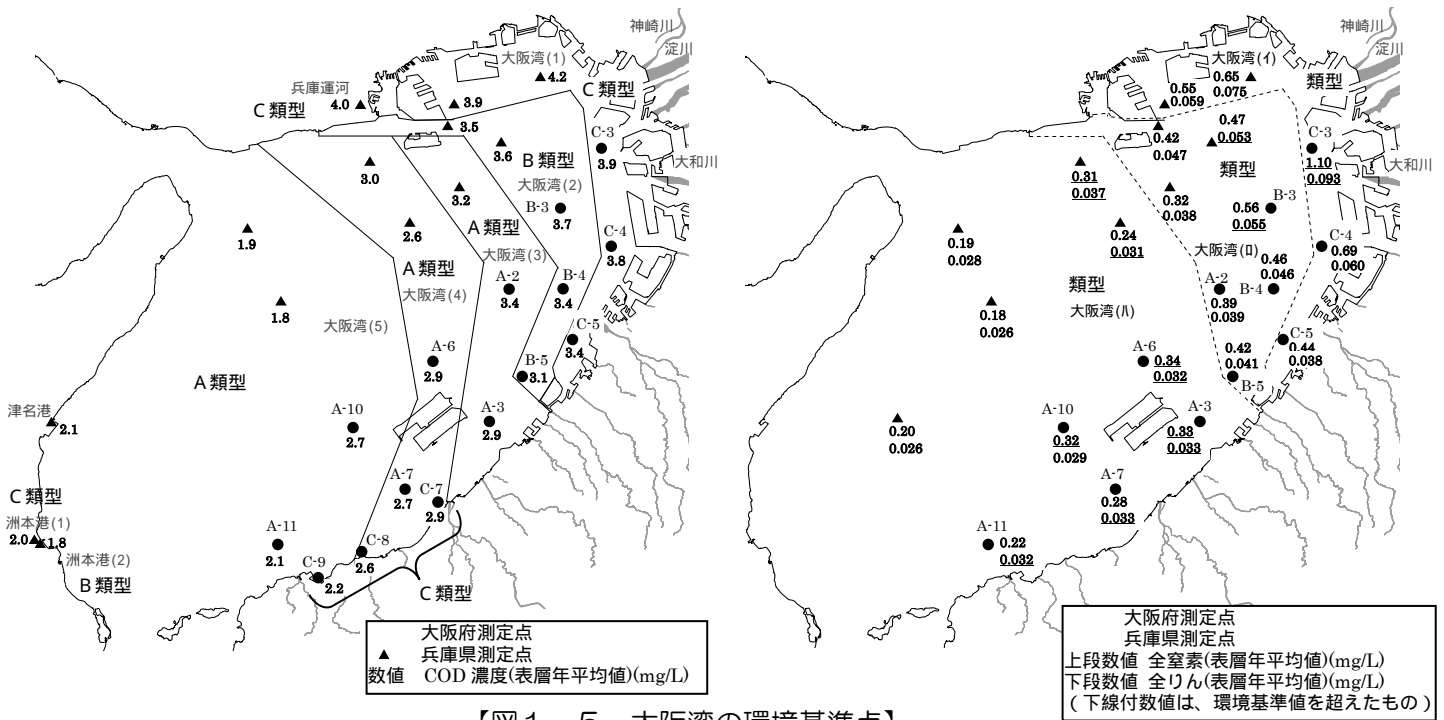 神崎川
淀川
大阪湾(1)
4.2
兵庫運河
C類型
C類型
4.0
3.9
3.5
C-3
3.9
3.6
B類型
大阪湾(2)
大和川
3.0
B-3
3.7
3.2
2.6
A類型
C-4
3.8
1.9
大阪湾(3)
A類型
大阪湾(4)
A-2
3.4
B-4
3.4
1.8
大阪湾(5)
C-5
3.4
A-6
2.9
B-5
3.1
A類型
津名港
2.1
A-10
2.7
A-3
2.9
A-7
2.7
C-7
2.9
C類型
洲本港(1)
2.0
1.8
洲本港(2)
B類型
A-11
2.1
C-8
2.6
C-9
2.2
C類型
大阪府測定点
▲ 兵庫県測定点
数値 COD 濃度(表層年平均値)(mg/L)
神崎川
淀川
大阪湾(イ)
0.65
0.075
類型
0.55
0.059
0.47
0.053
0.42
0.047
C-3
1.10
0.093
大和川
類型
0.31
0.037
0.32
0.038
0.56
0.055
B-3
0.24
0.031
C-4
0.69
0.060
0.19
0.028
大阪湾(ロ)
0.46
0.046
B-4
A-2
0.39
0.039
類型
大阪湾(ハ)
0.18
0.026
C-5
0.44
0.038
A-6
0.34
0.032
0.42
0.041
B-5
0.20
0.026
A-10
0.32
0.029
A-3
0.33
0.033
A-7
0.28
0.033
A-11
0.22
0.032
大阪府測定点
兵庫県測定点
上段数値 全窒素(表層年平均値)(mg/L)
下段数値 全りん(表層年平均値)(mg/L)
(下線付数値は、環境基準値を超えたもの)